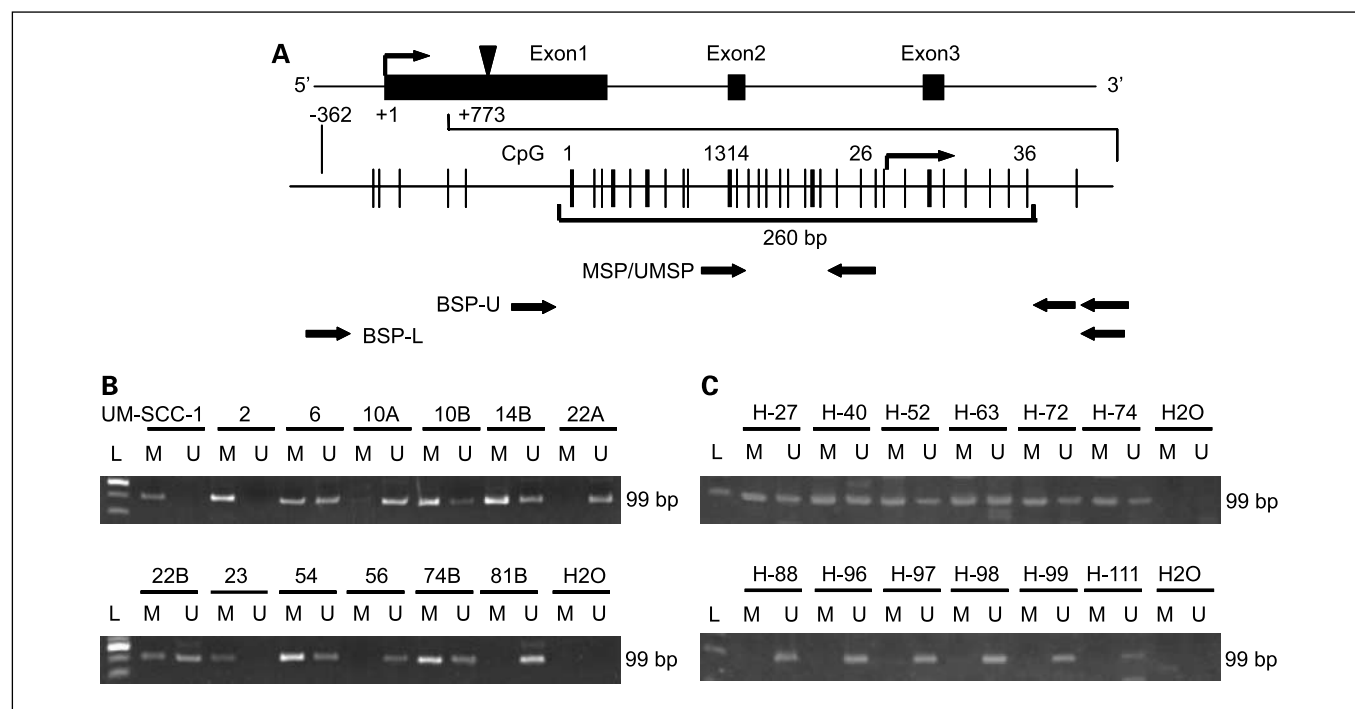 A
Exon1 Exon2 Exon3
5' 3'
-362 +1 +773
CpG 1 1314 26 36
260 bp
MSP/UMSP
BSP-U
BSP-L
B
UM-SCC-1 2 6 10A 10B 14B 22A
L M U M U M U M U M U M U M U
99 bp
22B 23 54 56 74B 81B H2O
L M U M U M U M U M U M U M U
99 bp
C
H-27 H-40 H-52 H-63 H-72 H-74 H2O
L M U M U M U M U M U M U M U
99 bp
H-88 H-96 H-97 H-98 H-99 H-111 H2O
L M U M U M U M U M U M U M U
99 bp